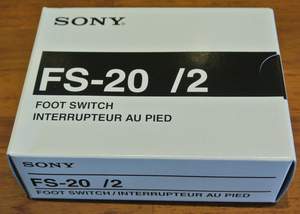 SONY
FS-20 /2
FOOT SWITCH
INTERRUPTEUR AU PIED
SONY
FS-20 /2
FOOT SWITCH/INTERRUPTEUR AU PIED